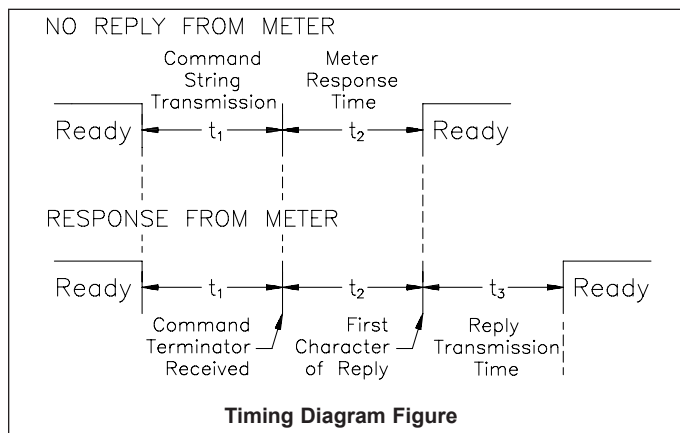 NO REPLY FROM METER
Command String Transmission
Meter Response Time
Ready t₁ t₂ Ready
RESPONSE FROM METER
Ready t₁ t₂ t₃ Ready
Command Terminator Received
First Character of Reply
Reply Transmission Time
Timing Diagram Figure